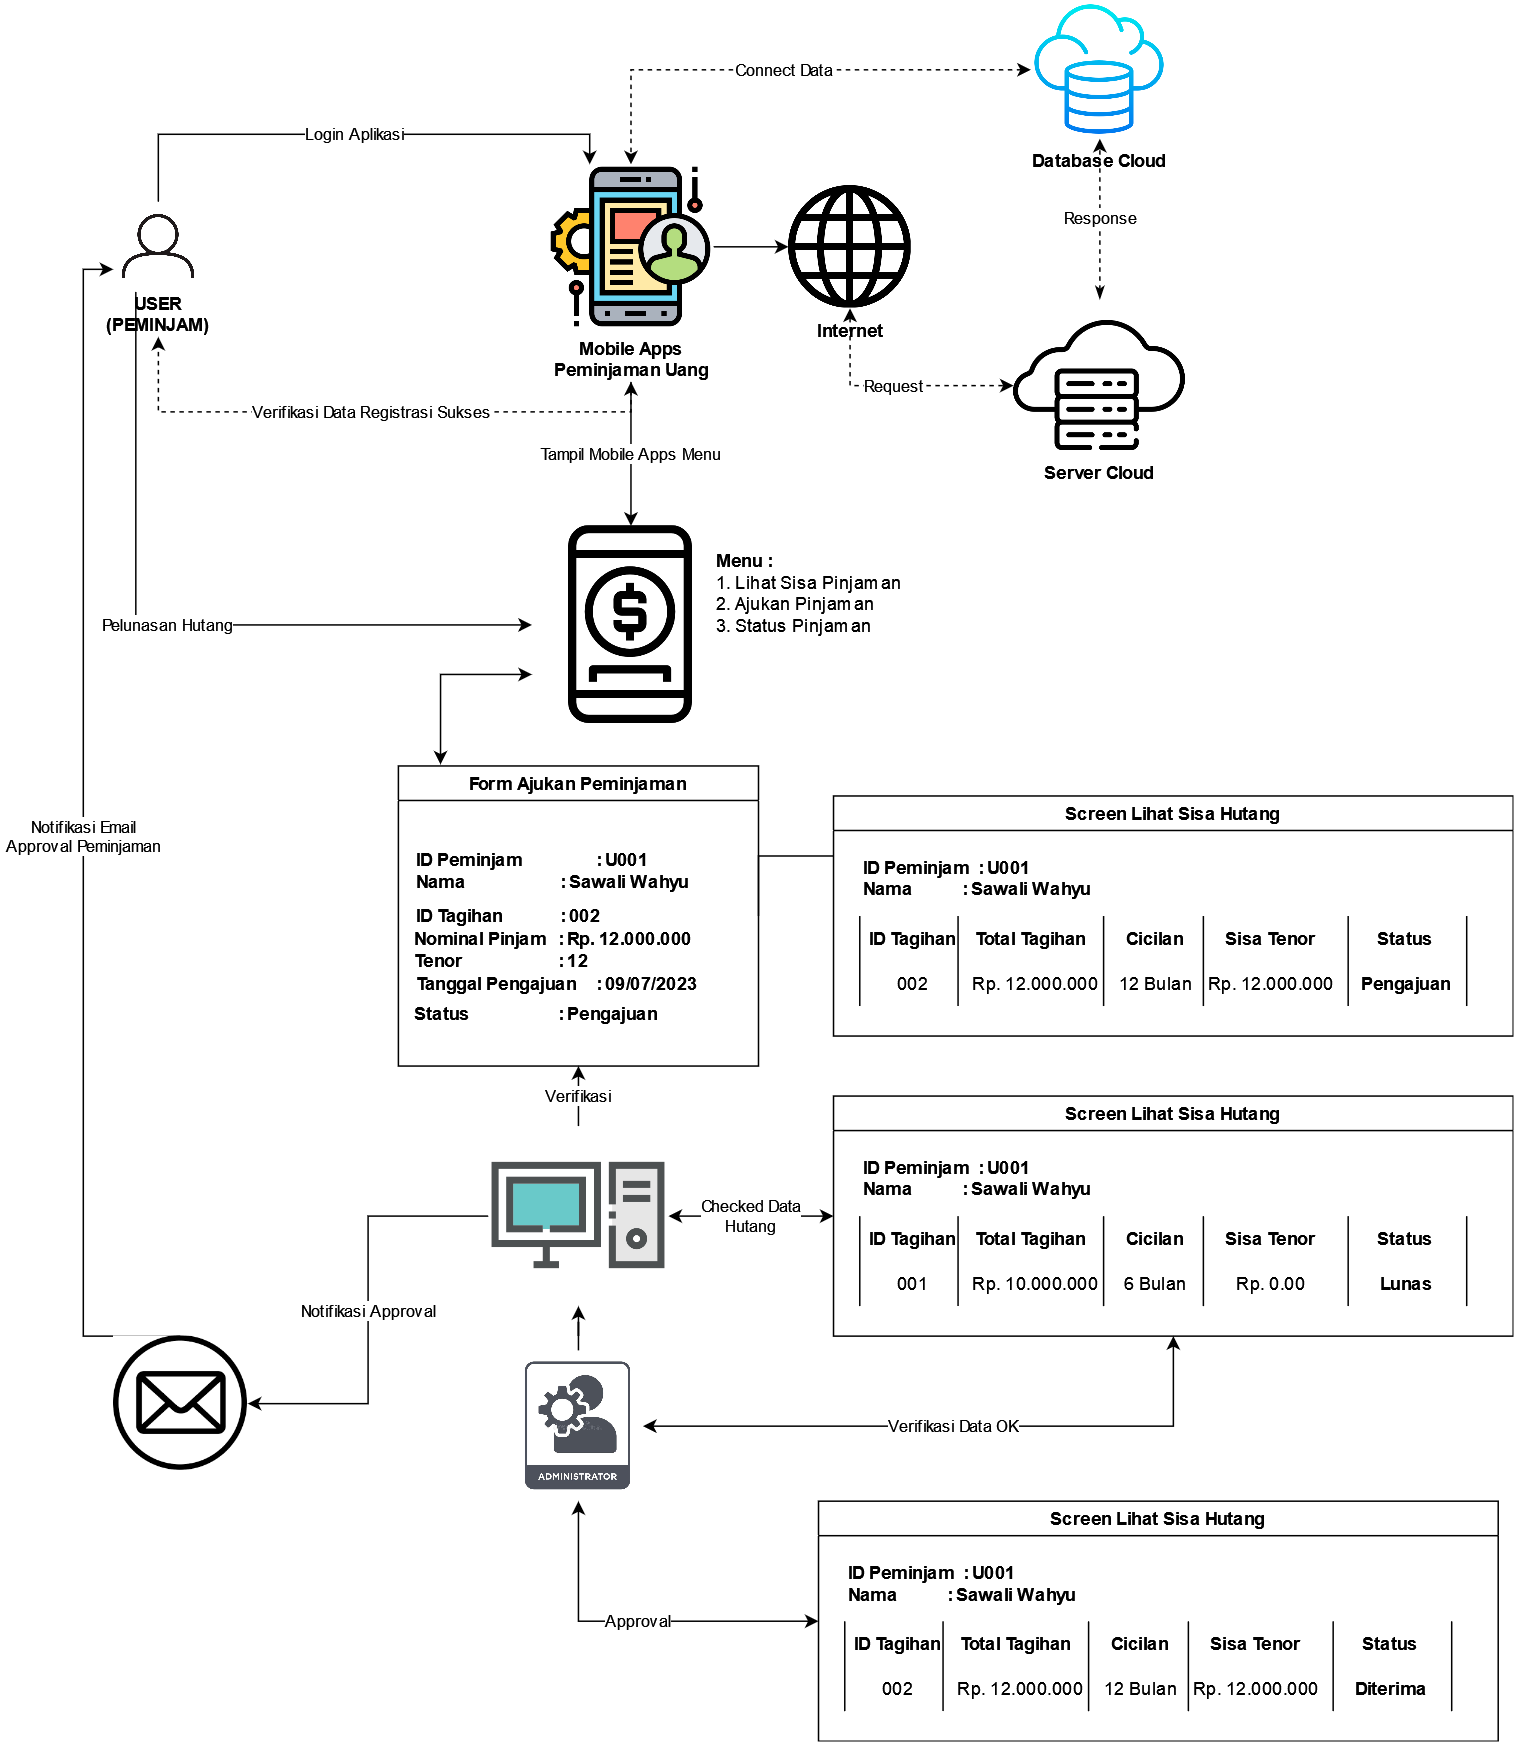 Connect Data
Login Aplikasi
Database Cloud
Response
USER
(PEMINJAM)
Internet
Mobile Apps
Peminjaman Uang
Request
Verifikasi Data Registrasi Sukses
Tampil Mobile Apps Menu
Server Cloud
Menu :
1. Lihat Sisa Pinjaman
2. Ajukan Pinjaman
3. Status Pinjaman
Pelunasan Hutang
Form Ajukan Peminjaman
ID Peminjam : U001
Nama : Sawali Wahyu
ID Tagihan : 002
Nominal Pinjam : Rp. 12.000.000
Tenor : 12
Tanggal Pengajuan : 09/07/2023
Status : Pengajuan
Screen Lihat Sisa Hutang
ID Peminjam : U001
Nama : Sawali Wahyu
ID Tagihan Total Tagihan Cicilan Sisa Tenor Status
002 Rp. 12.000.000 12 Bulan Rp. 12.000.000 Pengajuan
Notifikasi Email
Approval Peminjaman
Verifikasi
Screen Lihat Sisa Hutang
ID Peminjam : U001
Nama : Sawali Wahyu
ID Tagihan Total Tagihan Cicilan Sisa Tenor Status
001 Rp. 10.000.000 6 Bulan Rp. 0.00 Lunas
Checked Data
Hutang
Notifikasi Approval
Verifikasi Data OK
ADMINISTRATOR
Approval
Screen Lihat Sisa Hutang
ID Peminjam : U001
Nama : Sawali Wahyu
ID Tagihan Total Tagihan Cicilan Sisa Tenor Status
002 Rp. 12.000.000 12 Bulan Rp. 12.000.000 Diterima